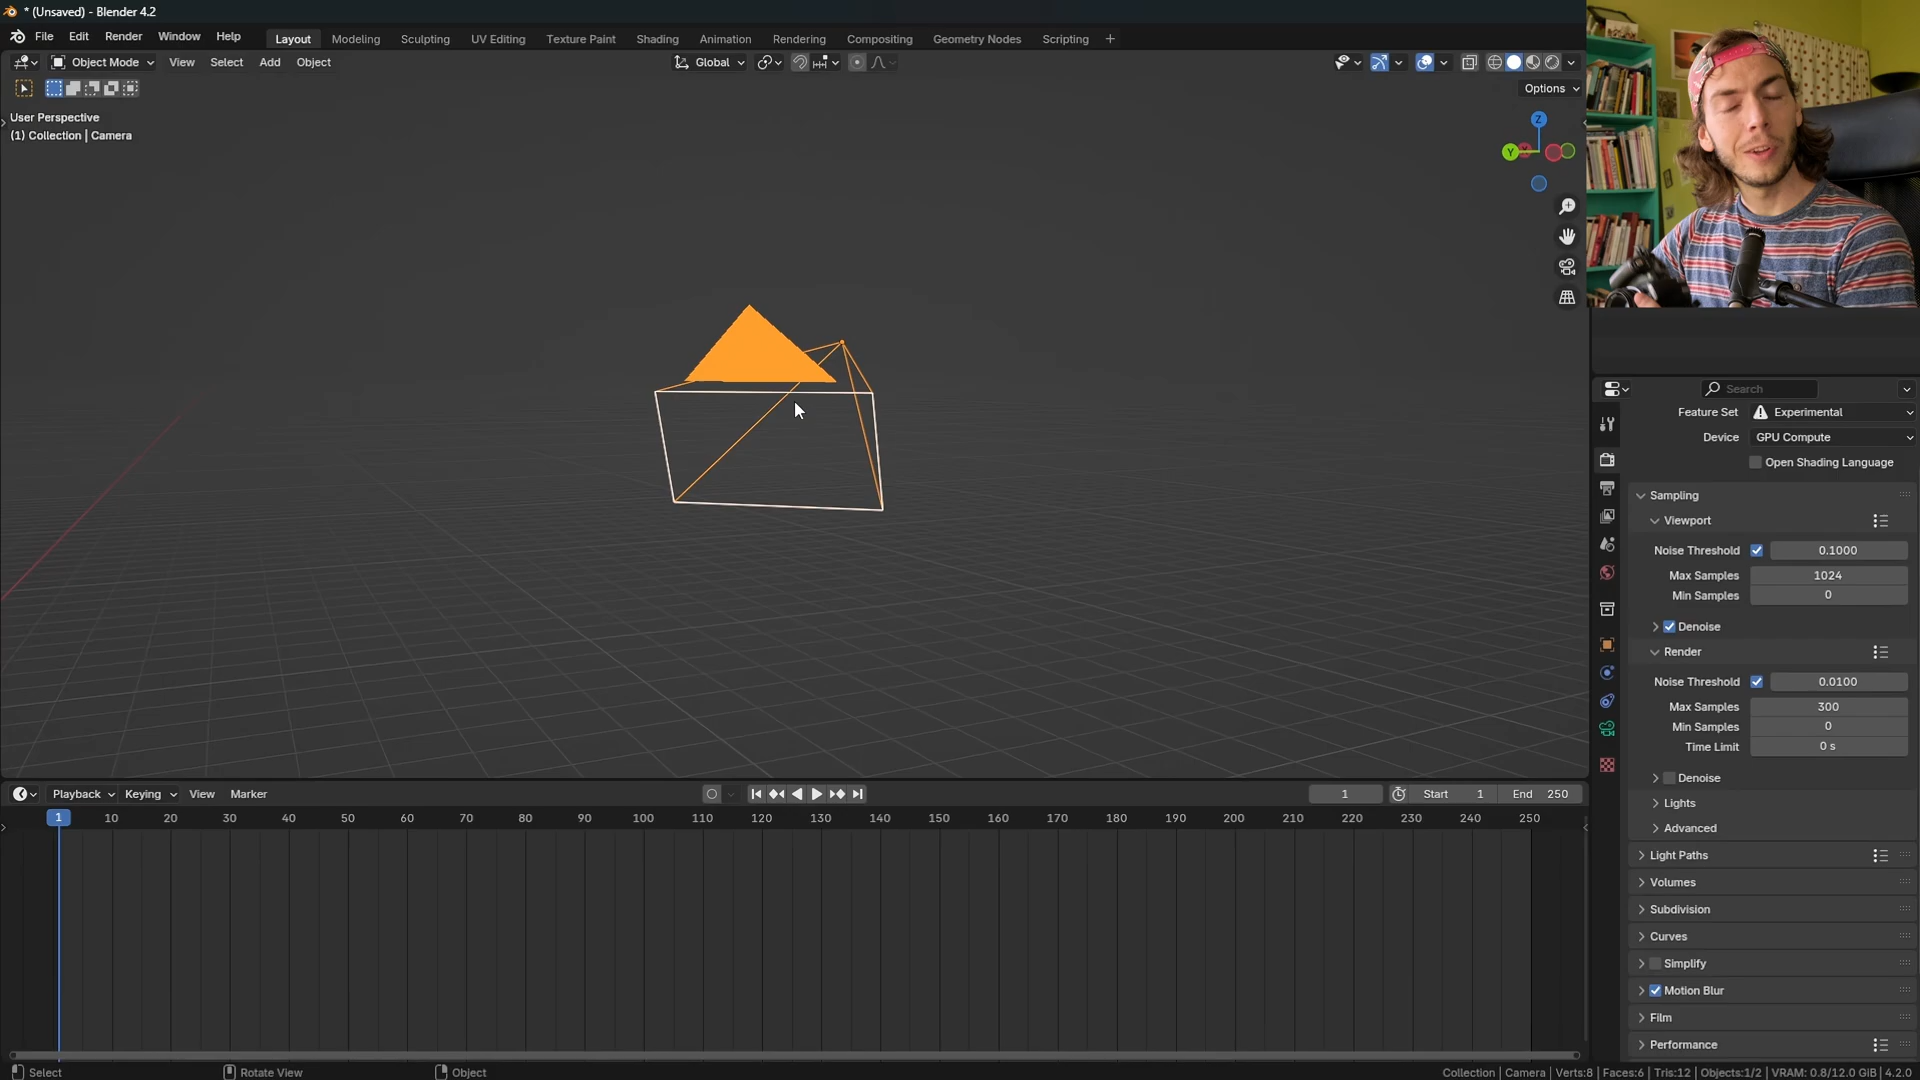 * (Unsaved) - Blender 4.2
File Edit Render Window Help
Layout Modeling Sculpting UV Editing Texture Paint Shading Animation Rendering Compositing Geometry Nodes Scripting +
Object Mode View Select Add Object Global
Options
User Perspective
(1) Collection | Camera
Z
Y
Search
Feature Set Experimental
Device GPU Compute
Open Shading Language
Sampling
Viewport
Noise Threshold 0.1000
Max Samples 1024
Min Samples 0
Denoise
Render
Noise Threshold 0.0100
Max Samples 300
Min Samples 0
Time Limit 0 s
Denoise
Lights
Advanced
Light Paths
Volumes
Subdivision
Curves
Simplify
Motion Blur
Film
Performance
Playback Keying View Marker 1 Start 1 End 250
1 10 20 30 40 50 60 70 80 90 100 110 120 130 140 150 160 170 180 190 200 210 220 230 240 250
Select Rotate View Object Collection | Camera | Verts:8 | Faces:6 | Tris:12 | Objects:1/2 | VRAM: 0.8/12.0 GiB | 4.2.0